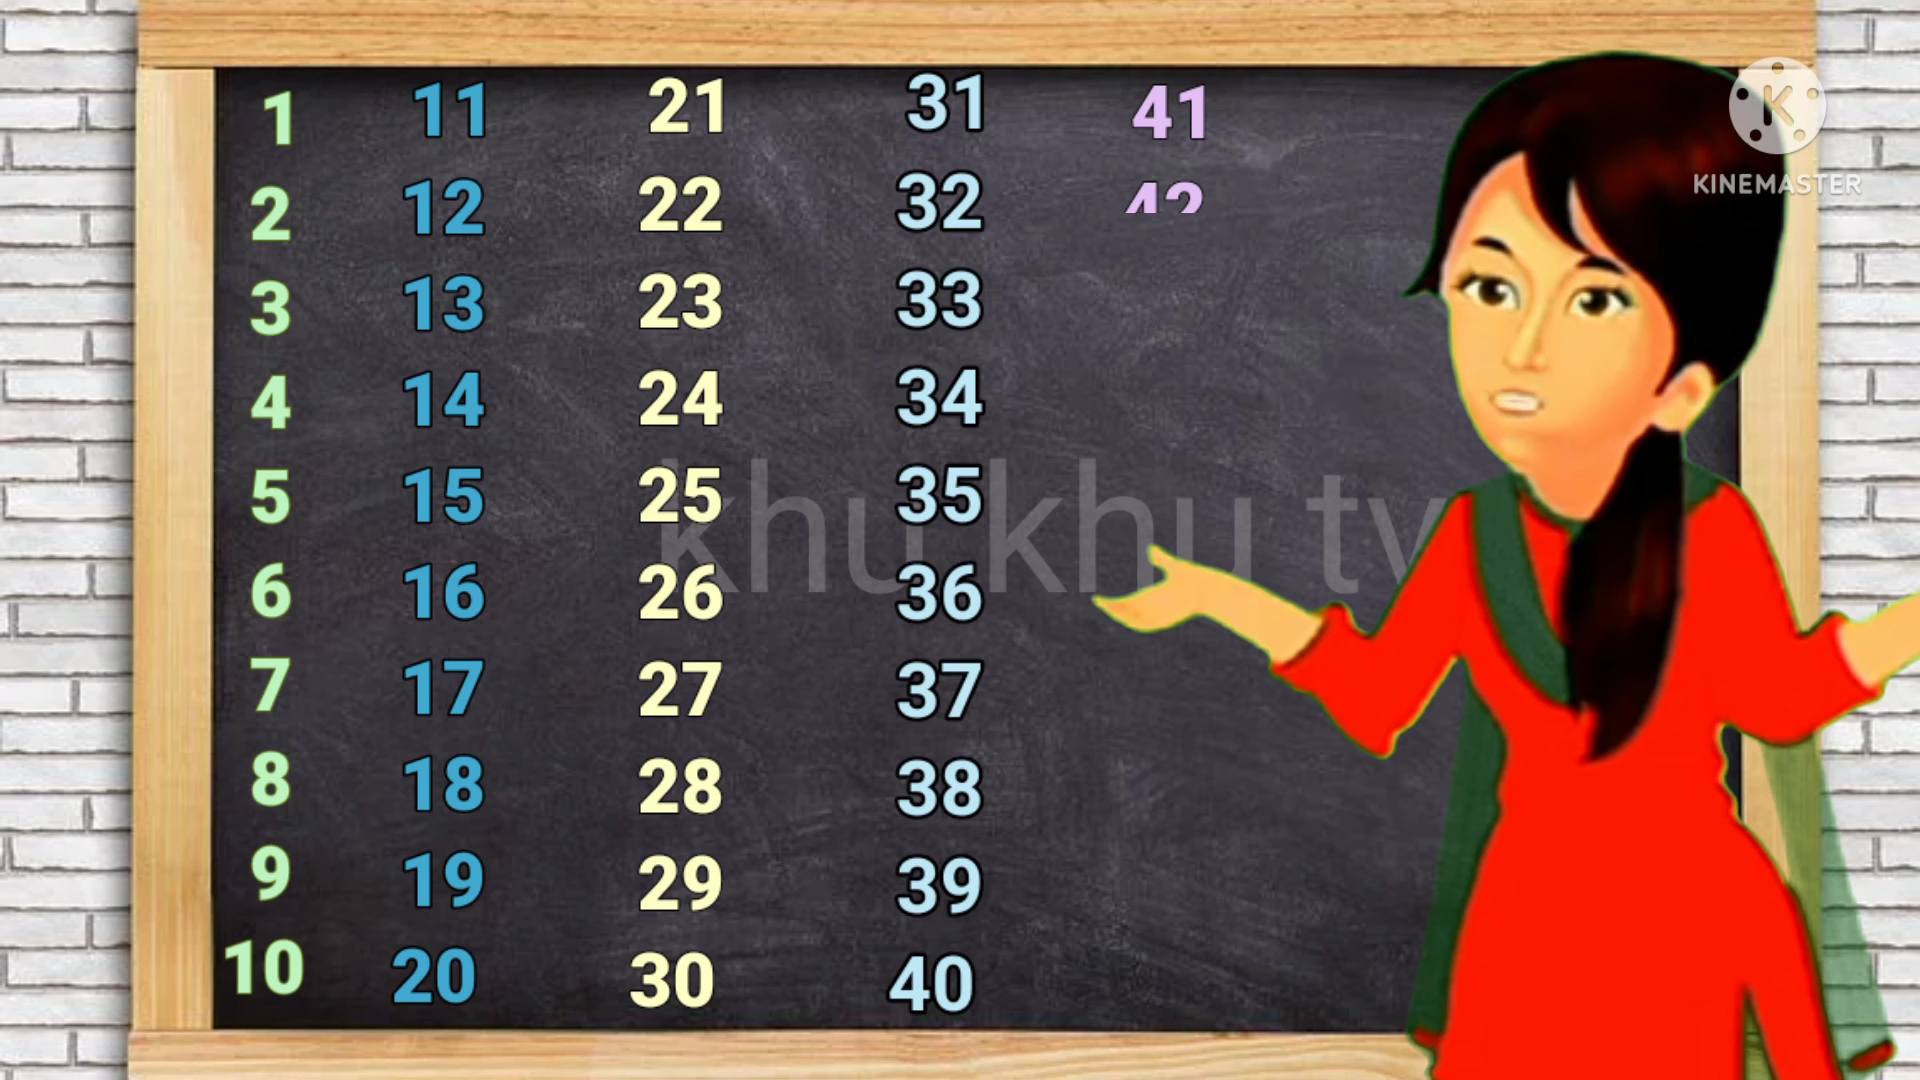 1 11 21 31 41
2 12 22 32 42
3 13 23 33
4 14 24 34
5 15 25 35
6 16 26 36
7 17 27 37
8 18 28 38
9 19 29 39
10 20 30 40
khu khu tv
KINEMASTER